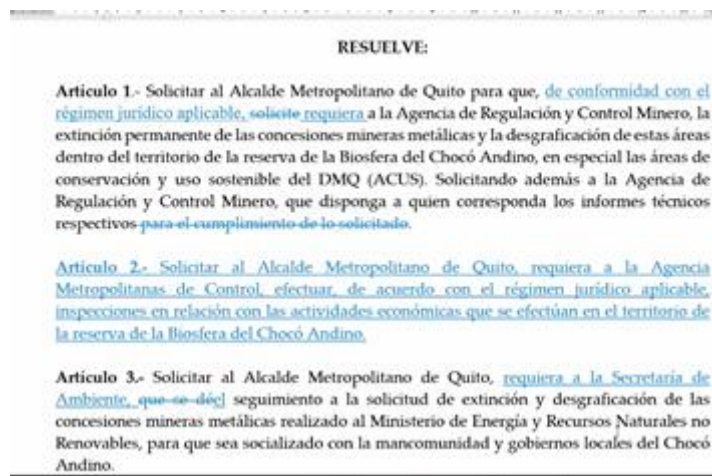 RESUELVE:
Artículo 1.- Solicitar al Alcalde Metropolitano de Quito para que, de conformidad con el
régimen jurídico aplicable, solicite requiera a la Agencia de Regulación y Control Minero, la
extinción permanente de las concesiones mineras metálicas y la desgraficación de estas áreas
dentro del territorio de la reserva de la Biosfera del Chocó Andino, en especial las áreas de
conservación y uso sostenible del DMQ (ACUS). Solicitando además a la Agencia de
Regulación y Control Minero, que disponga a quien corresponda los informes técnicos
respectivos para el cumplimiento de lo solicitado.
Artículo 2.- Solicitar al Alcalde Metropolitano de Quito, requiera a la Agencia
Metropolitanas de Control, efectuar, de acuerdo con el régimen jurídico aplicable,
inspecciones en relación con las actividades económicas que se efectúan en el territorio de
la reserva de la Biosfera del Chocó Andino.
Artículo 3.- Solicitar al Alcalde Metropolitano de Quito, requiera a la Secretaría de
Ambiente, que se dé el seguimiento a la solicitud de extinción y desgraficación de las
concesiones mineras metálicas realizado al Ministerio de Energía y Recursos Naturales no
Renovables, para que sea socializado con la mancomunidad y gobiernos locales del Chocó
Andino.